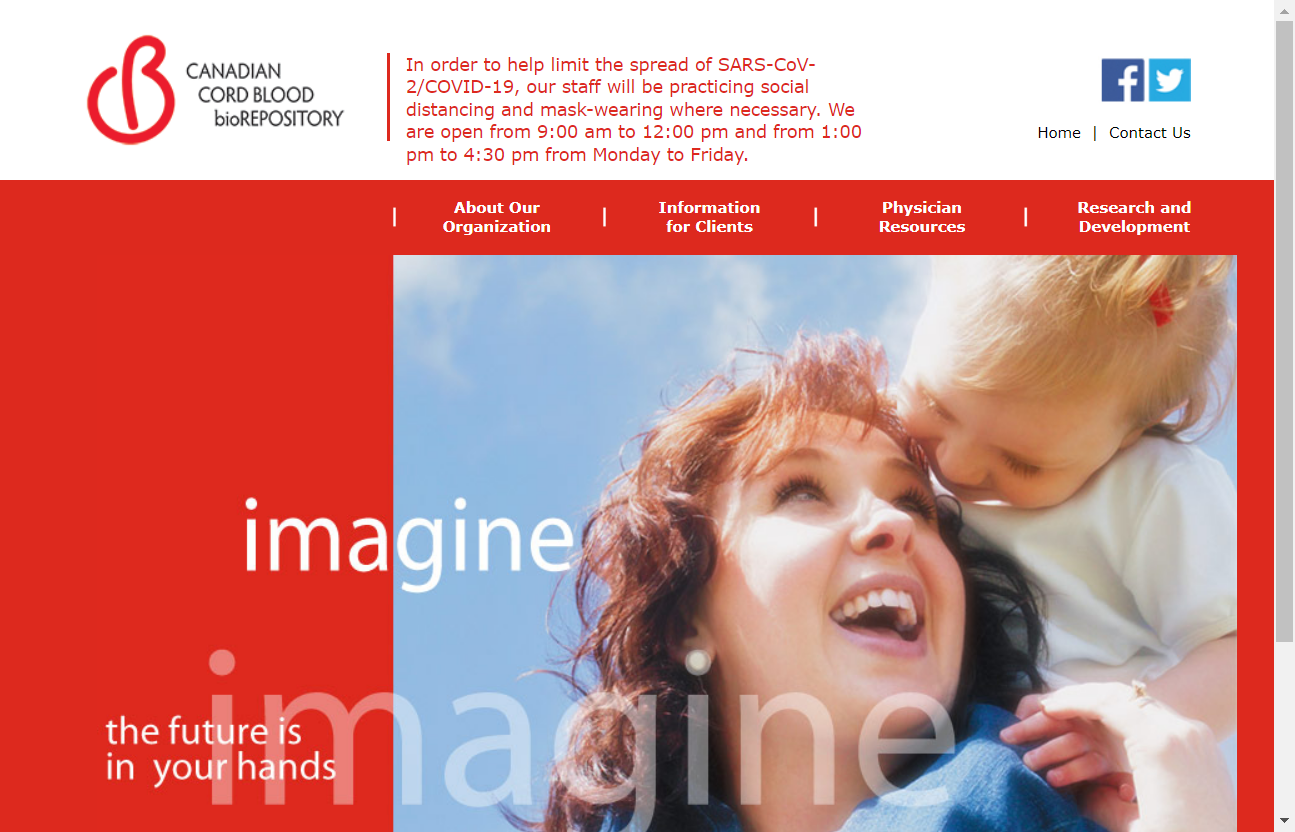 CANADIAN
CORD BLOOD
bioREPOSITORY
In order to help limit the spread of SARS-CoV-
2/COVID-19, our staff will be practicing social
distancing and mask-wearing where necessary. We
are open from 9:00 am to 12:00 pm and from 1:00
pm to 4:30 pm from Monday to Friday.
Home | Contact Us
About Our
Organization
Information
for Clients
Physician
Resources
Research and
Development
imagine
imagine
the future is
in your hands